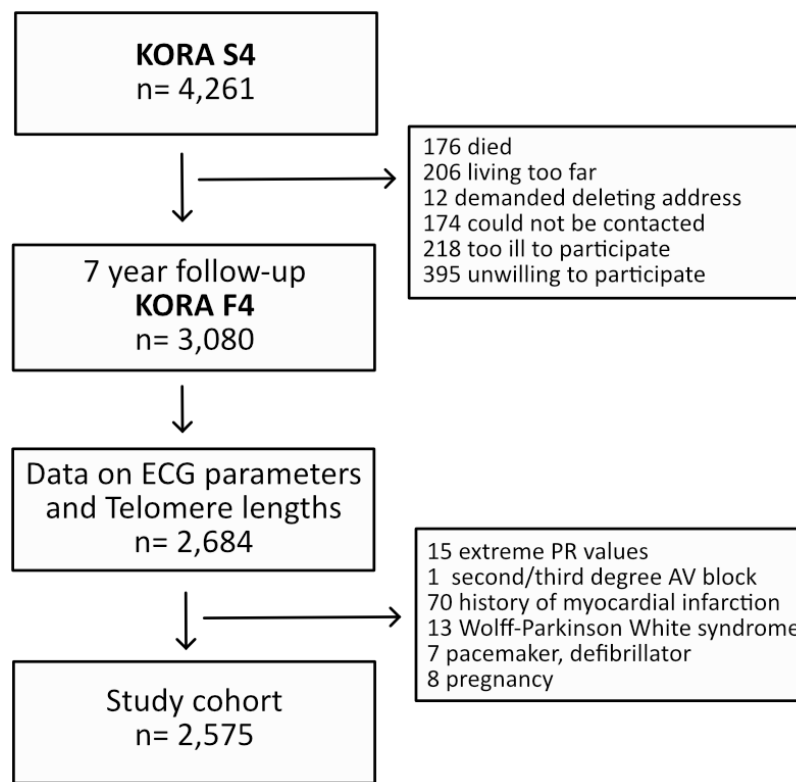 KORA S4
n= 4,261
176 died
206 living too far
12 demanded deleting address
174 could not be contacted
218 too ill to participate
395 unwilling to participate
7 year follow-up
KORA F4
n= 3,080
Data on ECG parameters
and Telomere lengths
n= 2,684
15 extreme PR values
1 second/third degree AV block
70 history of myocardial infarction
13 Wolff-Parkinson White syndrome
7 pacemaker, defibrillator
8 pregnancy
Study cohort
n= 2,575